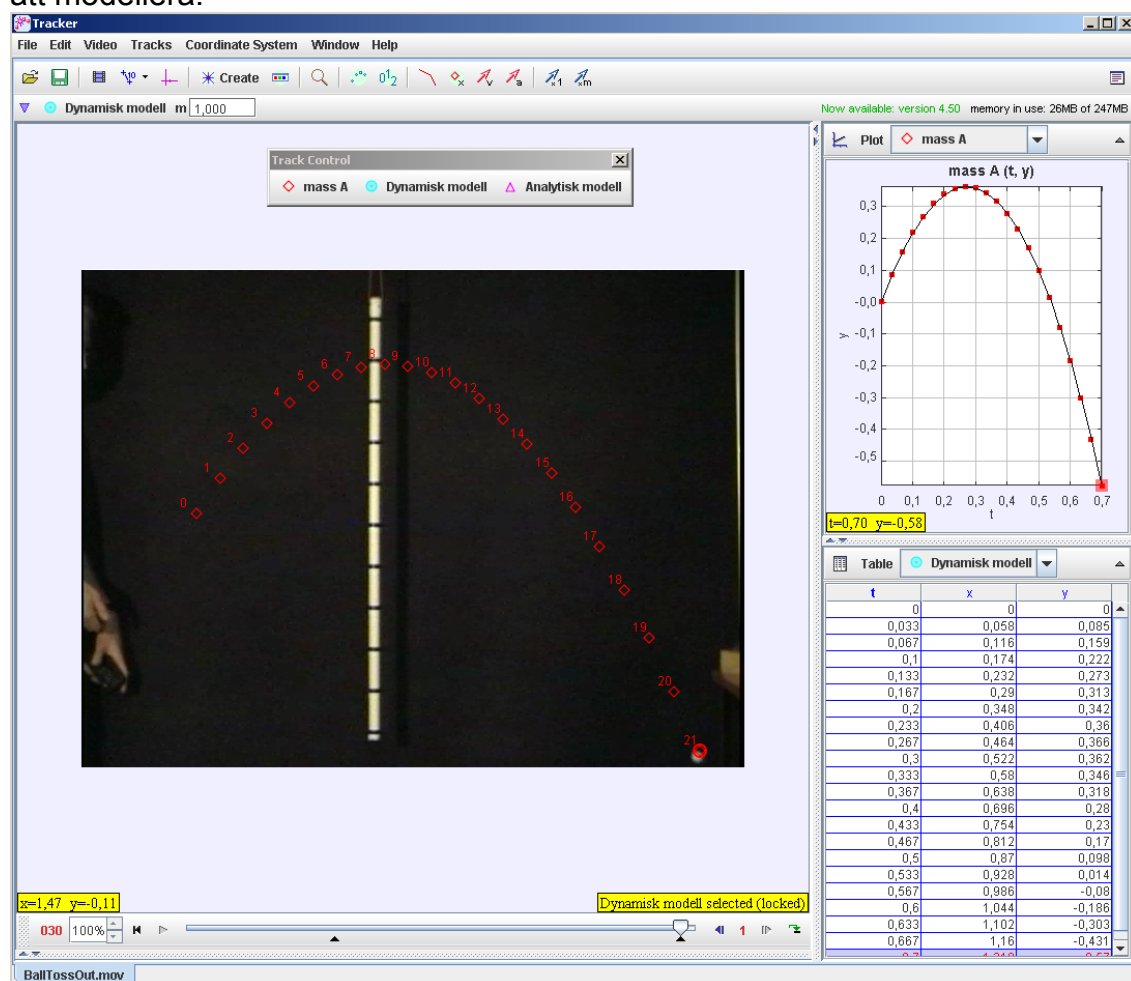 att modellera.
Tracker
File Edit Video Tracks Coordinate System Window Help
Create
Dynamisk modell m 1,000
Now available: version 4.50 memory in use: 26MB of 247MB
Track Control
mass A Dynamisk modell Analytisk modell
0
1
2
3
4
5
6
7
8
9
10
11
12
13
14
15
16
17
18
19
20
21
x=1,47 y=-0,11
Dynamisk modell selected (locked)
030 100% 1
BallTossOut.mov
Plot mass A
mass A (t, y)
0,3
0,2
0,1
-0,0
-0,1
-0,2
-0,3
-0,4
-0,5
y
0 0,1 0,2 0,3 0,4 0,5 0,6 0,7
t
t=0,70 y=-0,58
Table Dynamisk modell
t x y
0 0 0
0,033 0,058 0,085
0,067 0,116 0,159
0,1 0,174 0,222
0,133 0,232 0,273
0,167 0,29 0,313
0,2 0,348 0,342
0,233 0,406 0,36
0,267 0,464 0,366
0,3 0,522 0,362
0,333 0,58 0,346
0,367 0,638 0,318
0,4 0,696 0,28
0,433 0,754 0,23
0,467 0,812 0,17
0,5 0,87 0,098
0,533 0,928 0,014
0,567 0,986 -0,08
0,6 1,044 -0,186
0,633 1,102 -0,303
0,667 1,16 -0,431